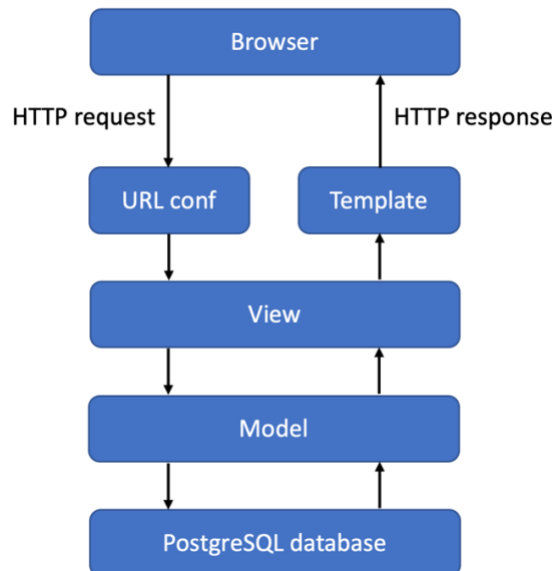 Browser
HTTP request
HTTP response
URL conf
Template
View
Model
PostgreSQL database